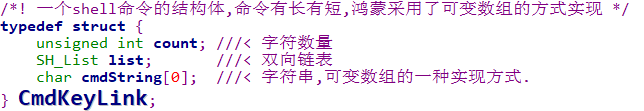 /*! 一个shell命令的结构体,命令有长有短,鸿蒙采用了可变数组的方式实现 */
typedef struct {
    unsigned int count; ///< 字符数量
    SH_List list;       ///< 双向链表
    char cmdString[0];  ///< 字符串,可变数组的一种实现方式.
} CmdKeyLink;